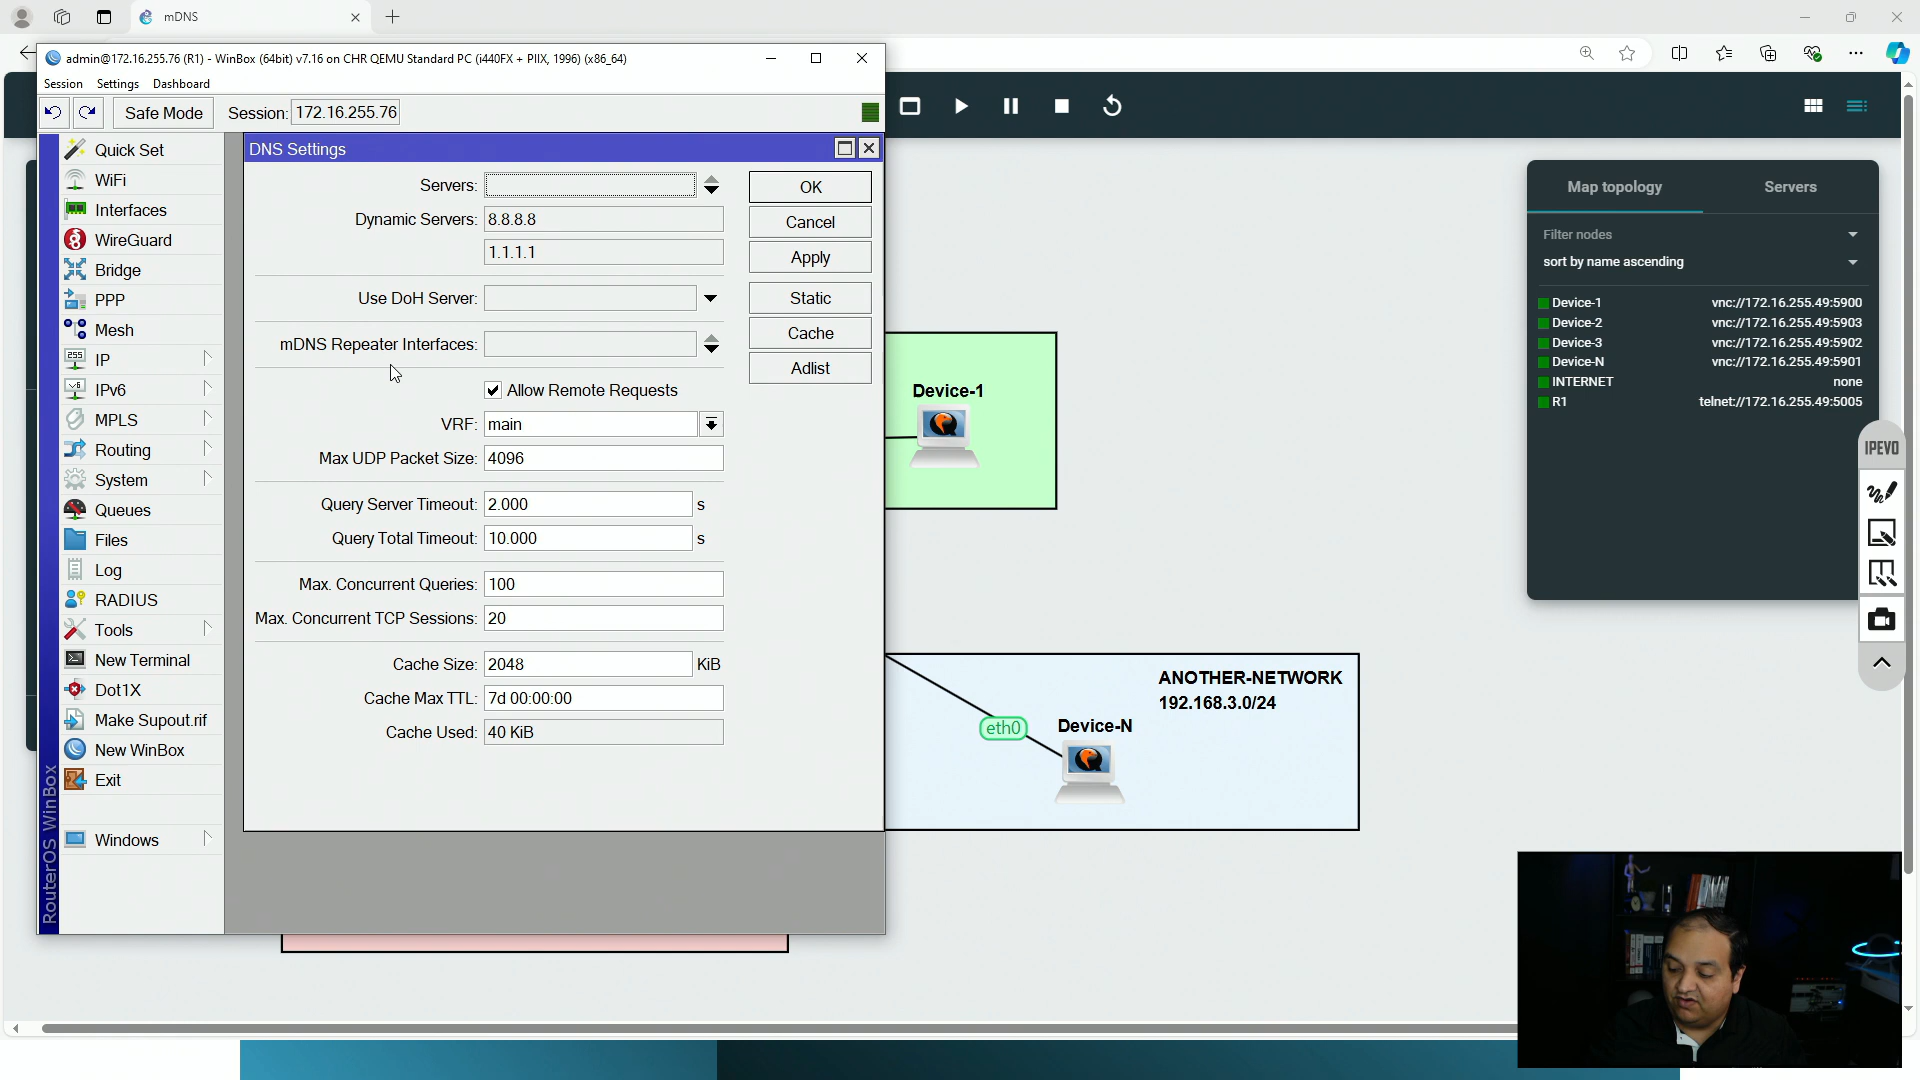 mDNS
admin@172.16.255.76 (R1) - WinBox (64bit) v7.16 on CHR QEMU Standard PC (i440FX + PIIX, 1996) (x86_64)
Session Settings Dashboard
Safe Mode Session: 172.16.255.76
Quick Set
WiFi
Interfaces
WireGuard
Bridge
PPP
Mesh
IP
IPv6
MPLS
Routing
System
Queues
Files
Log
RADIUS
Tools
New Terminal
Dot1X
Make Supout.rif
New WinBox
Exit
Windows
RouterOS WinBox
DNS Settings
Servers:
Dynamic Servers: 8.8.8.8
1.1.1.1
Use DoH Server:
mDNS Repeater Interfaces:
Allow Remote Requests
VRF: main
Max UDP Packet Size: 4096
Query Server Timeout: 2.000 s
Query Total Timeout: 10.000 s
Max. Concurrent Queries: 100
Max. Concurrent TCP Sessions: 20
Cache Size: 2048 KiB
Cache Max TTL: 7d 00:00:00
Cache Used: 40 KiB
OK
Cancel
Apply
Static
Cache
Adlist
Device-1
ANOTHER-NETWORK
192.168.3.0/24
eth0
Device-N
Map topology Servers
Filter nodes
sort by name ascending
Device-1 vnc://172.16.255.49:5900
Device-2 vnc://172.16.255.49:5903
Device-3 vnc://172.16.255.49:5902
Device-N vnc://172.16.255.49:5901
INTERNET none
R1 telnet://172.16.255.49:5005
IPEVO